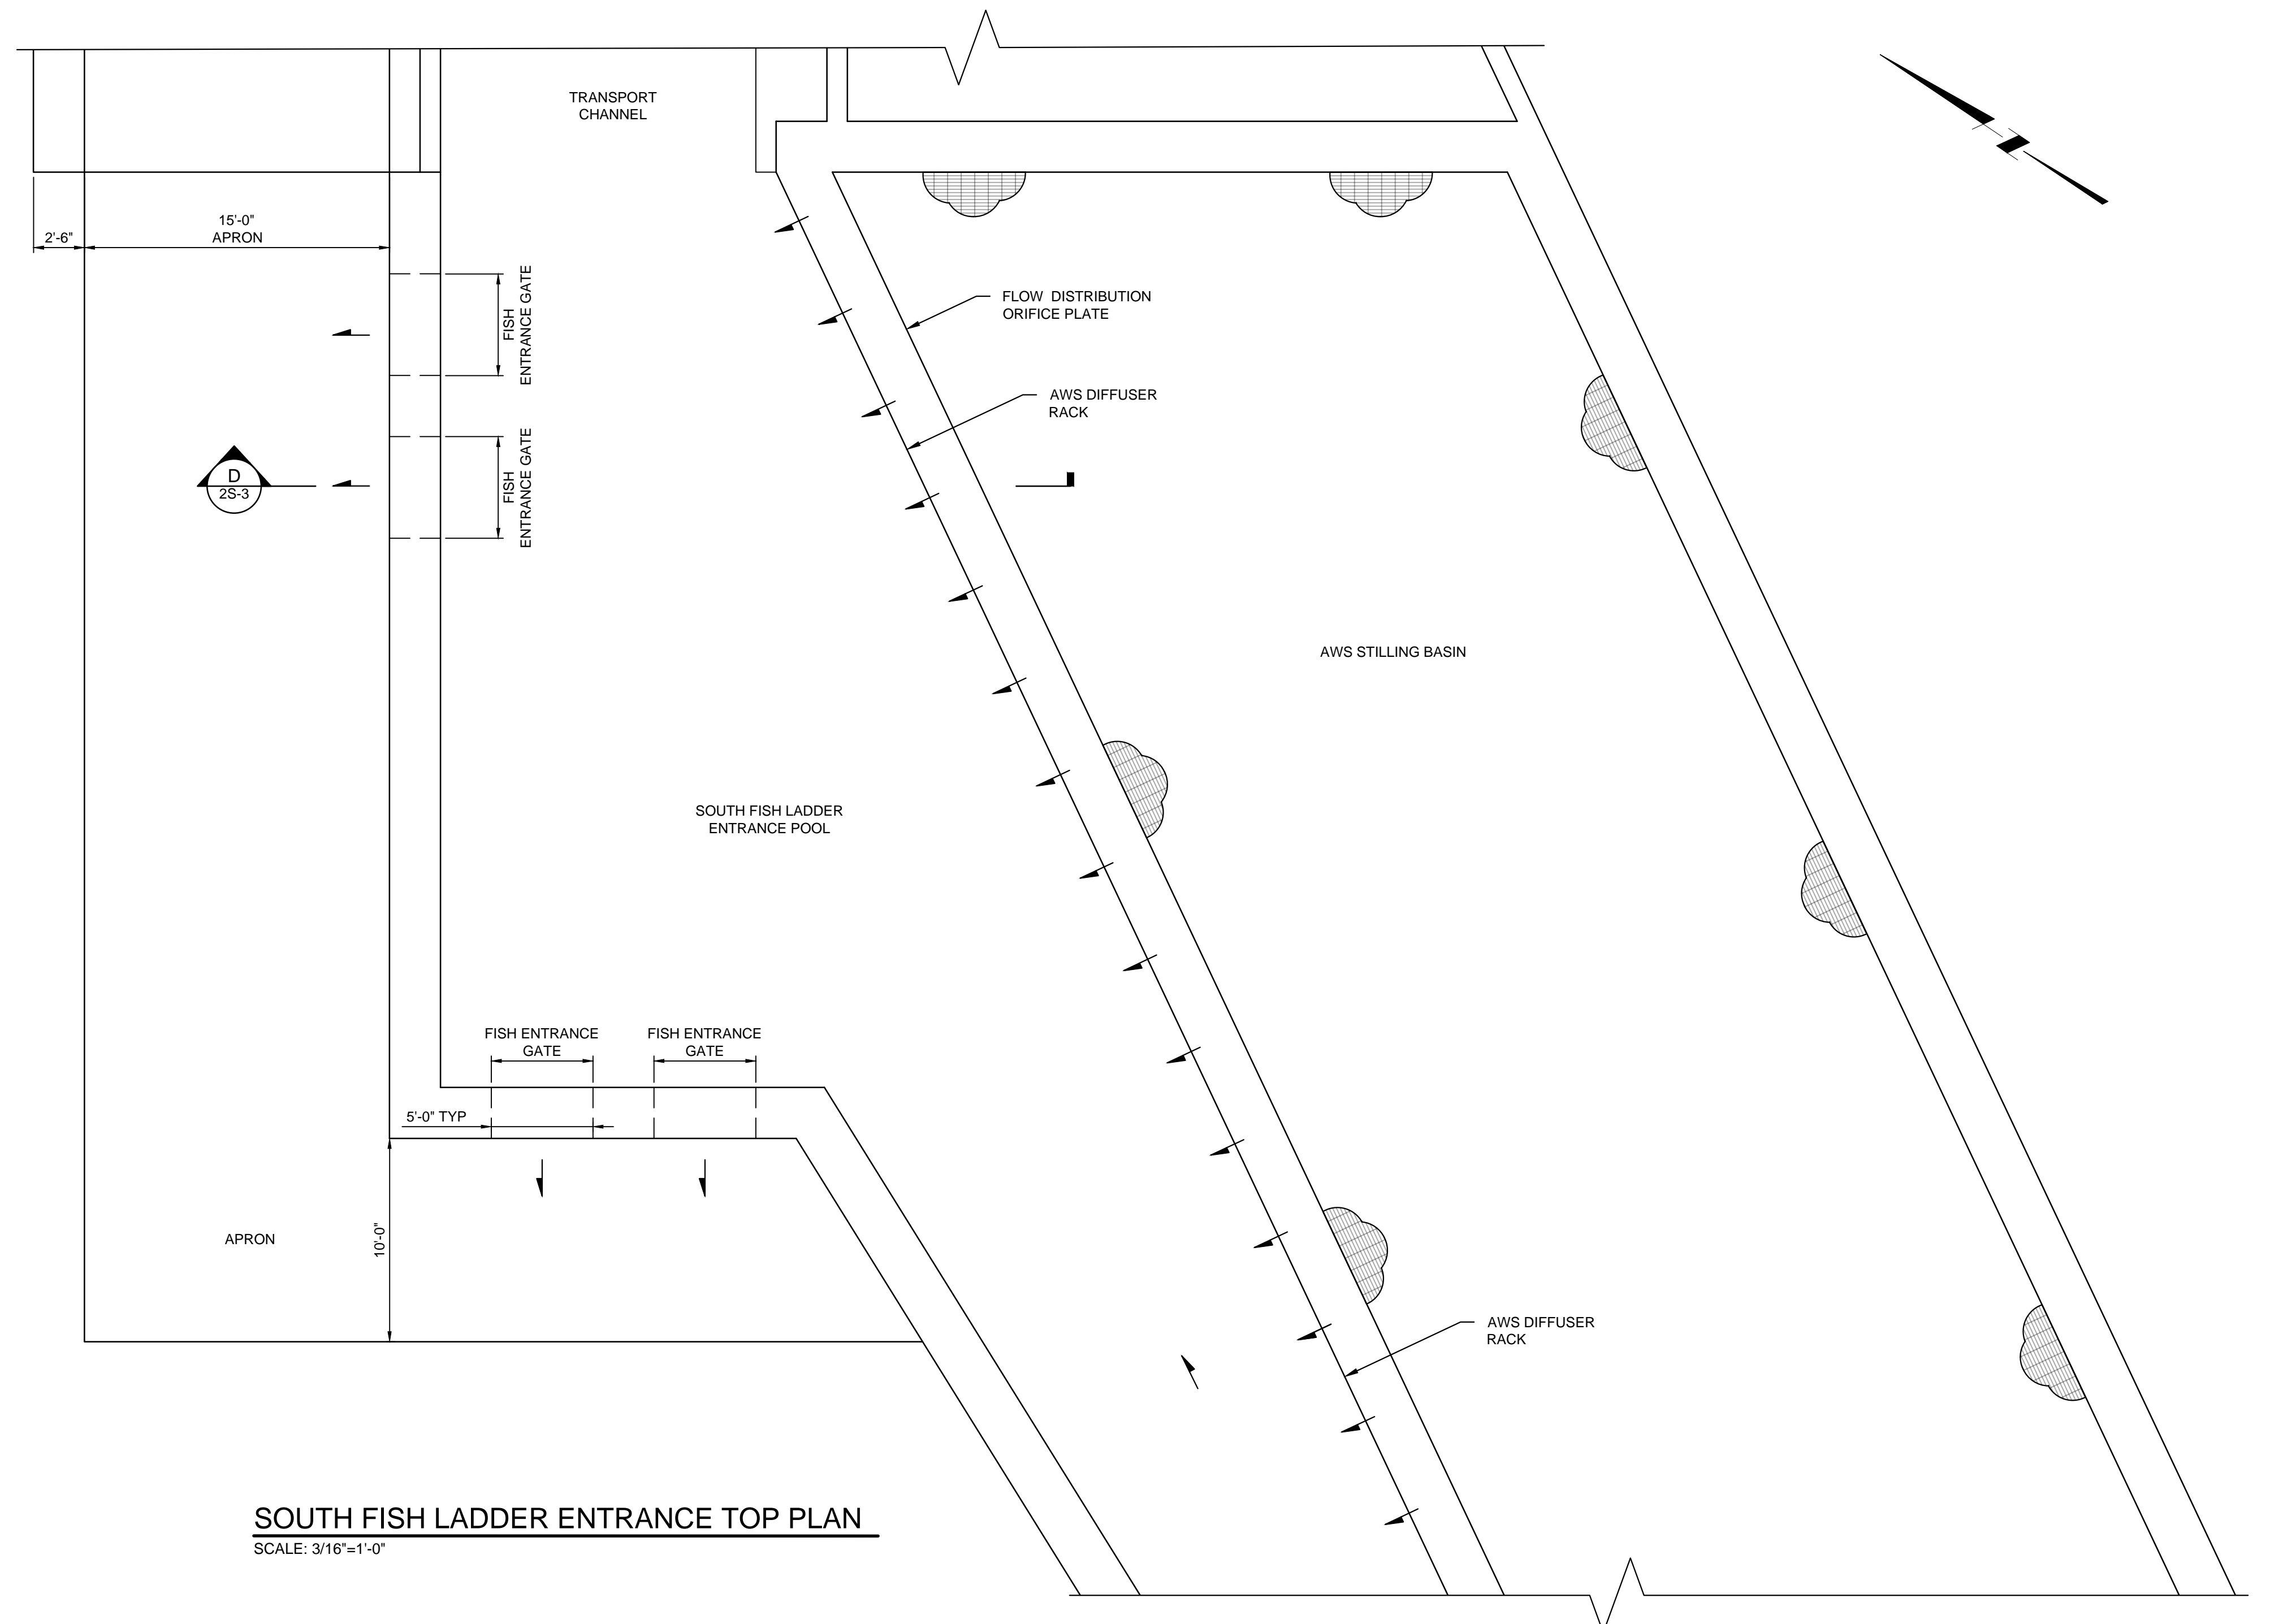 TRANSPORT
CHANNEL
15'-0"
APRON
2'-6"
FISH
ENTRANCE GATE
FLOW DISTRIBUTION
ORIFICE PLATE
AWS DIFFUSER
RACK
FISH
ENTRANCE GATE
D
2S-3
AWS STILLING BASIN
SOUTH FISH LADDER
ENTRANCE POOL
FISH ENTRANCE
GATE
FISH ENTRANCE
GATE
5'-0" TYP
APRON
10'-0"
AWS DIFFUSER
RACK
SOUTH FISH LADDER ENTRANCE TOP PLAN
SCALE: 3/16"=1'-0"